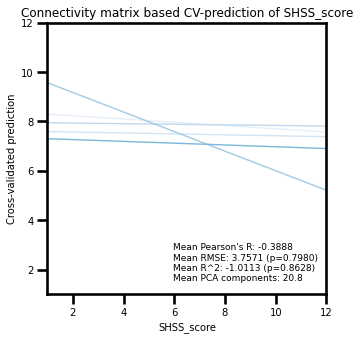 Connectivity matrix based CV-prediction of SHSS_score
12
10
8
6
4
2
Cross-validated prediction
Mean Pearson's R: -0.3888
Mean RMSE: 3.7571 (p=0.7980)
Mean R^2: -1.0113 (p=0.8628)
Mean PCA components: 20.8
2 4 6 8 10 12
SHSS_score